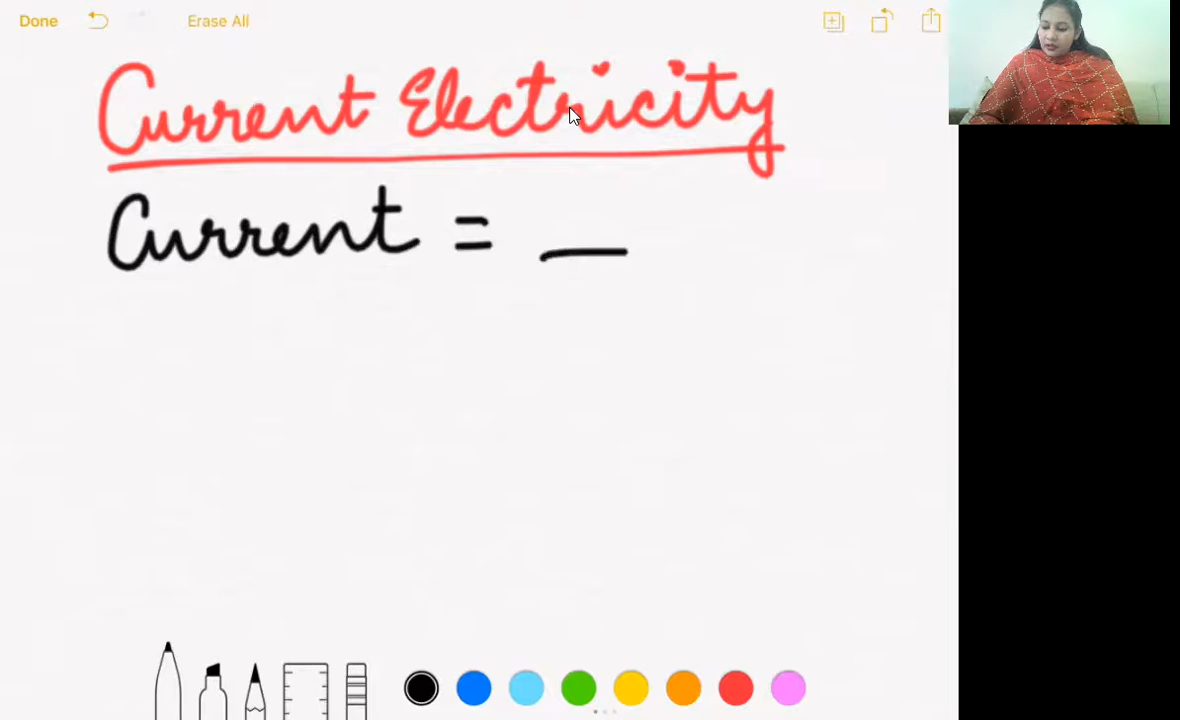 Done Erase All
Current Electricity
Current = __